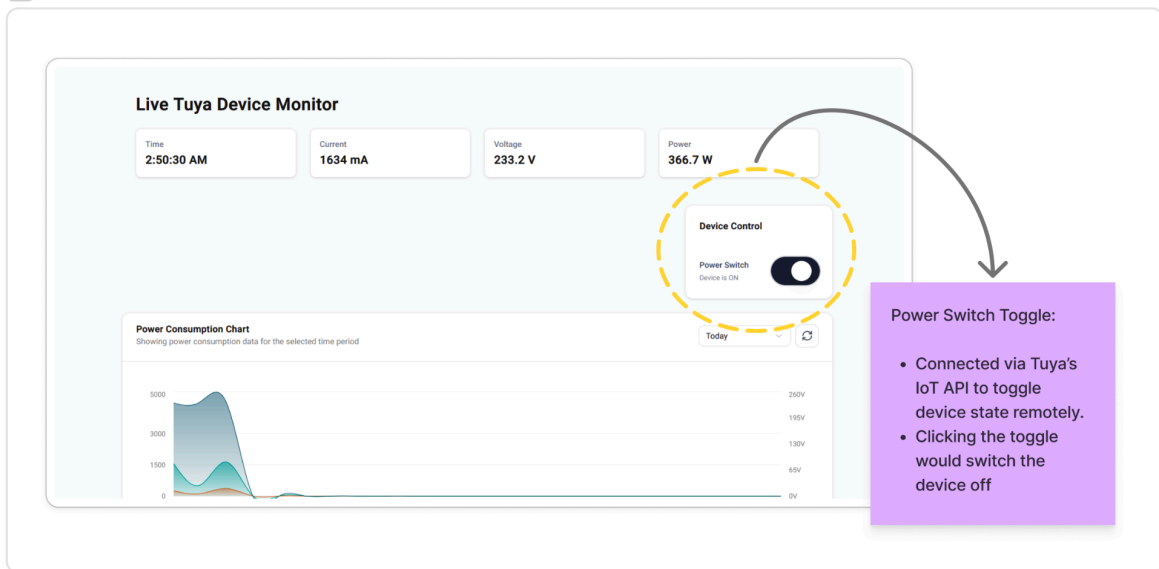 Live Tuya Device Monitor
Time
2:50:30 AM
Current
1634 mA
Voltage
233.2 V
Power
366.7 W
Device Control
Power Switch
Device is ON
Power Consumption Chart
Showing power consumption data for the selected time period
Today
5000
3000
1500
0
260V
195V
130V
65V
0V
Power Switch Toggle:
• Connected via Tuya’s
IoT API to toggle
device state remotely.
• Clicking the toggle
would switch the
device off